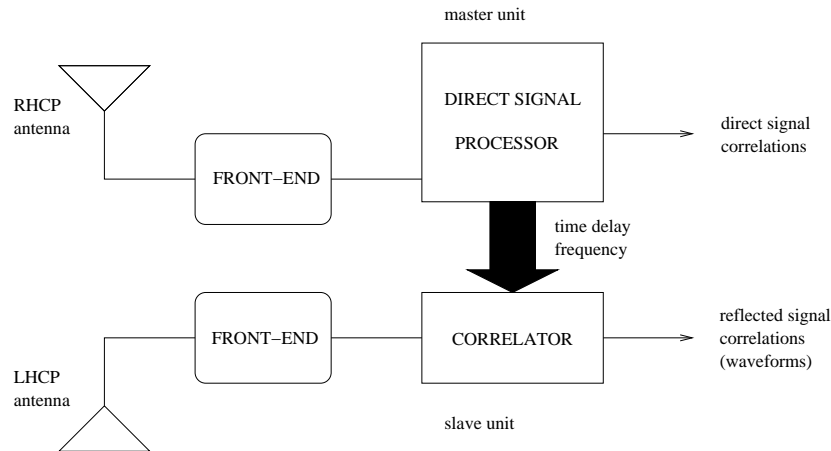 master unit
RHCP
antenna
FRONT–END
DIRECT SIGNAL
PROCESSOR
direct signal
correlations
time delay
frequency
LHCP
antenna
FRONT–END
CORRELATOR
reflected signal
correlations
(waveforms)
slave unit